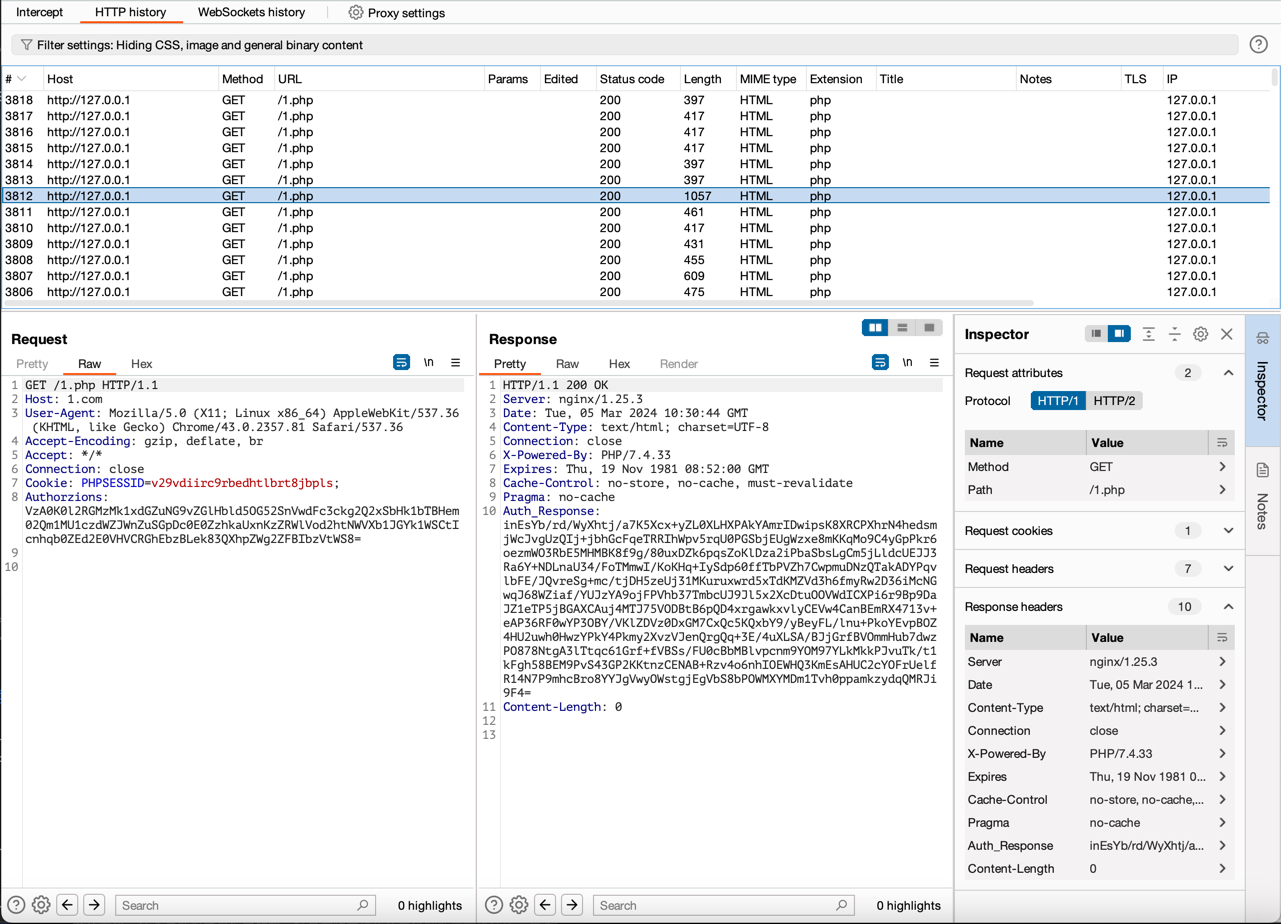 Intercept HTTP history WebSockets history Proxy settings
Filter settings: Hiding CSS, image and general binary content
# Host Method URL Params Edited Status code Length MIME type Extension Title Notes TLS IP
3818 http://127.0.0.1 GET /1.php 200 397 HTML php 127.0.0.1
3817 http://127.0.0.1 GET /1.php 200 417 HTML php 127.0.0.1
3816 http://127.0.0.1 GET /1.php 200 417 HTML php 127.0.0.1
3815 http://127.0.0.1 GET /1.php 200 417 HTML php 127.0.0.1
3814 http://127.0.0.1 GET /1.php 200 397 HTML php 127.0.0.1
3813 http://127.0.0.1 GET /1.php 200 397 HTML php 127.0.0.1
3812 http://127.0.0.1 GET /1.php 200 1057 HTML php 127.0.0.1
3811 http://127.0.0.1 GET /1.php 200 461 HTML php 127.0.0.1
3810 http://127.0.0.1 GET /1.php 200 417 HTML php 127.0.0.1
3809 http://127.0.0.1 GET /1.php 200 431 HTML php 127.0.0.1
3808 http://127.0.0.1 GET /1.php 200 455 HTML php 127.0.0.1
3807 http://127.0.0.1 GET /1.php 200 609 HTML php 127.0.0.1
3806 http://127.0.0.1 GET /1.php 200 475 HTML php 127.0.0.1
Request
Pretty Raw Hex \n
1 GET /1.php HTTP/1.1
2 Host: 1.com
3 User-Agent: Mozilla/5.0 (X11; Linux x86_64) AppleWebKit/537.36
(KHTML, like Gecko) Chrome/43.0.2357.81 Safari/537.36
4 Accept-Encoding: gzip, deflate, br
5 Accept: */*
6 Connection: close
7 Cookie: PHPSESSID=v29vdiirc9rbedhtlbrt8jbpls;
8 Authorzions:
VzA0K0l2RGMzMk1xdGZuNG9vZGlHbld5OG52SnVwdFc3ckg2Q2xSbHk1bTBHem
02Qm1MU1czdWZJWnZuSGpDc0E0ZzhkaUxnKzZRWlVod2htNWVXb1JGYk1WSCtI
cnhqb0ZEd2E0VHVCRGhEbzBLek83QXhpZWg2ZFBIbzVtWS8=
9
10
Search 0 highlights
Response
Pretty Raw Hex Render \n
1 HTTP/1.1 200 OK
2 Server: nginx/1.25.3
3 Date: Tue, 05 Mar 2024 10:30:44 GMT
4 Content-Type: text/html; charset=UTF-8
5 Connection: close
6 X-Powered-By: PHP/7.4.33
7 Expires: Thu, 19 Nov 1981 08:52:00 GMT
8 Cache-Control: no-store, no-cache, must-revalidate
9 Pragma: no-cache
10 Auth_Response:
inEsYb/rd/WyXhtj/a7K5Xcx+yZL0XLHXPAkYAmrIDwipsK8XRCPXhrN4hedsm
jWcJvgUzQIj+jbhGcFqeTRRIhWpv5rqU0PGSbjEUgWzxe8mKKqMo9C4yGpPkr6
oezmWO3RbE5MHMBK8f9g/80uxDZk6pqsZoKlDza2iPbaSbsLgCm5jLldcUEJJ3
Ra6Y+NDLnaU34/FoTMmwI/KoKHq+IySdp60ffTbPVZh7CwpmuDNzQTakADYPqv
lbFE/JQvreSg+mc/tjDH5zeUj31MKuruxwrd5xTdKMZVd3h6fmyRw2D36iMcNG
wqJ68WZiaf/YUJzYA9ojFPVhb37TmbcUJ9Jl5x2XcDtuOOVWdICXPi6r9Bp9Da
JZ1eTP5jBGAXCAuj4MTJ75VODBtB6pQD4xrgawkxvlyCEVw4CanBEmRX4713v+
eAP36RF0wYP3OBY/VKlZDVz0DxGM7CxQc5KQxbY9/yBeyFL/lnu+PkoYEvpBOZ
4HU2uwh0HwzYPkY4Pkmy2XvzVJenQrgQq+3E/4uXLSA/BJjGrfBVOmmHub7dwz
PO878NtgA3lTtqc61Grf+fVBSs/FU0cBbMBlvpcnm9YOM97YLkMkkPJvuTk/t1
kFgh58BEM9PvS43GP2KKtnzCENAB+Rzv4o6nhIOEWHQ3KmEsAHUC2cYOFrUelf
R14N7P9mhcBro8YYJgVwyOWstgjEgVbS8bPOWMXYMDm1Tvh0ppamkzydqQMRJi
9F4=
11 Content-Length: 0
12
13
Search 0 highlights
Inspector
Request attributes 2
Protocol HTTP/1 HTTP/2
Name Value
Method GET
Path /1.php
Request cookies 1
Request headers 7
Response headers 10
Name Value
Server nginx/1.25.3
Date Tue, 05 Mar 2024 1...
Content-Type text/html; charset=...
Connection close
X-Powered-By PHP/7.4.33
Expires Thu, 19 Nov 1981 0...
Cache-Control no-store, no-cache,...
Pragma no-cache
Auth_Response inEsYb/rd/WyXhtj/a...
Content-Length 0
Inspector
Notes